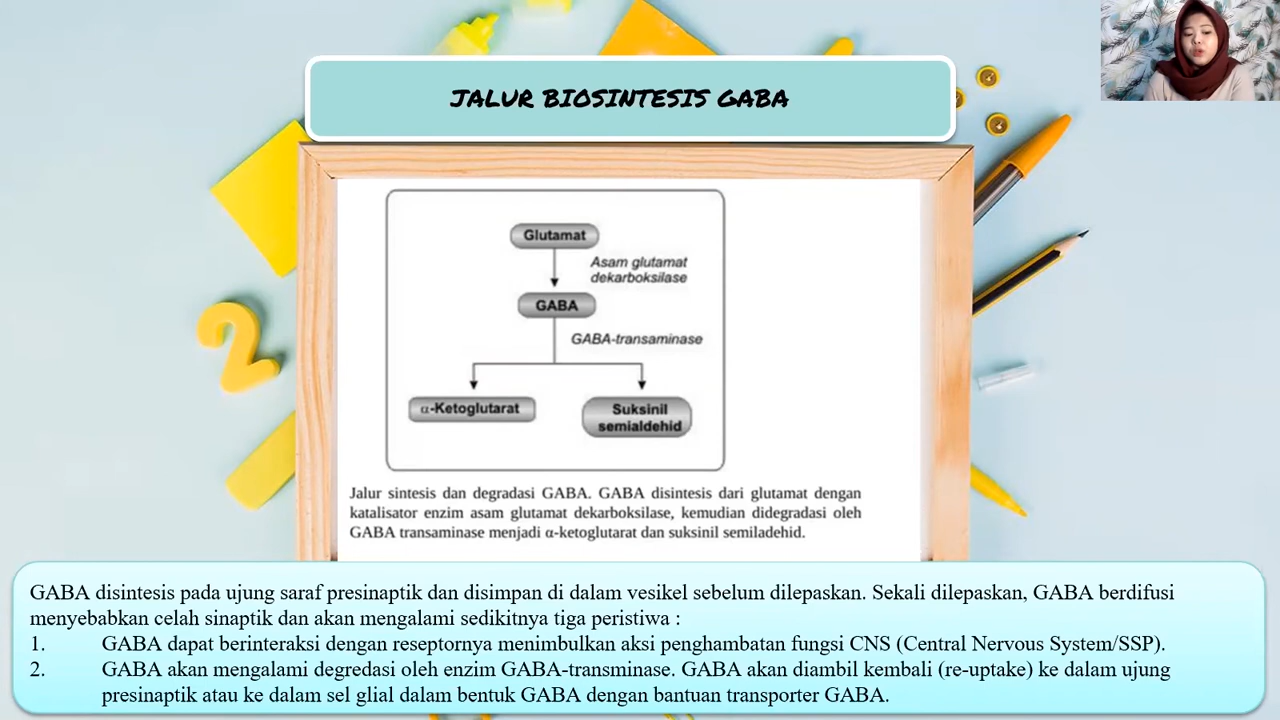 JALUR BIOSINTESIS GABA
Glutamat
Asam glutamat
dekarboksilase
GABA
GABA-transaminase
α-Ketoglutarat
Suksinil
semialdehid
Jalur sintesis dan degradasi GABA. GABA disintesis dari glutamat dengan
katalisator enzim asam glutamat dekarboksilase, kemudian didegradasi oleh
GABA transaminase menjadi α-ketoglutarat dan suksinil semiladehid.
GABA disintesis pada ujung saraf presinaptik dan disimpan di dalam vesikel sebelum dilepaskan. Sekali dilepaskan, GABA berdifusi
menyebabkan celah sinaptik dan akan mengalami sedikitnya tiga peristiwa :
1. GABA dapat berinteraksi dengan reseptornya menimbulkan aksi penghambatan fungsi CNS (Central Nervous System/SSP).
2. GABA akan mengalami degredasi oleh enzim GABA-transminase. GABA akan diambil kembali (re-uptake) ke dalam ujung
presinaptik atau ke dalam sel glial dalam bentuk GABA dengan bantuan transporter GABA.